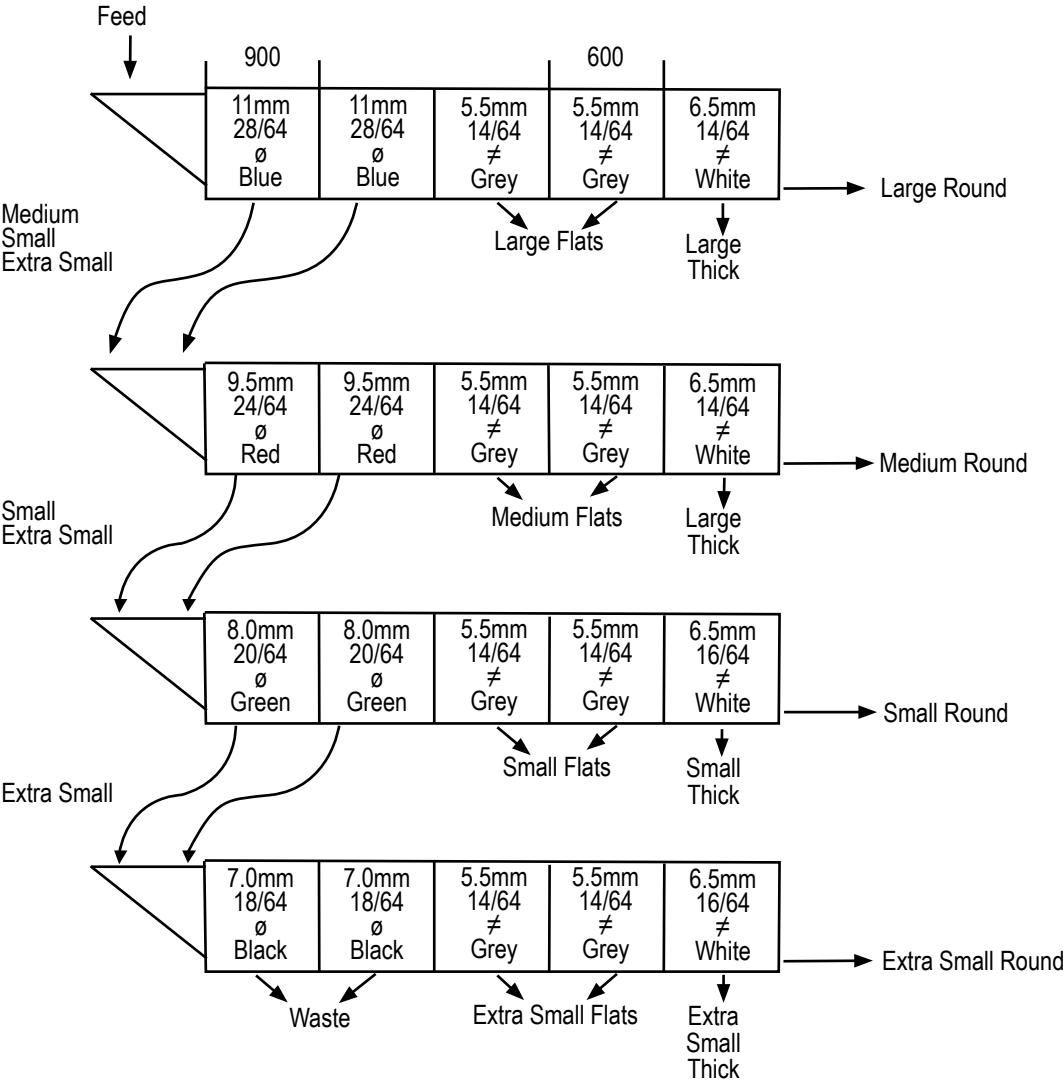 Feed
900
600
11mm
28/64
ø
Blue
11mm
28/64
ø
Blue
5.5mm
14/64
≠
Grey
5.5mm
14/64
≠
Grey
6.5mm
14/64
≠
White
Large Round
Medium
Small
Extra Small
Large Flats
Large
Thick
9.5mm
24/64
ø
Red
9.5mm
24/64
ø
Red
5.5mm
14/64
≠
Grey
5.5mm
14/64
≠
Grey
6.5mm
14/64
≠
White
Medium Round
Small
Extra Small
Medium Flats
Large
Thick
8.0mm
20/64
ø
Green
8.0mm
20/64
ø
Green
5.5mm
14/64
≠
Grey
5.5mm
14/64
≠
Grey
6.5mm
16/64
≠
White
Small Round
Extra Small
Small Flats
Small
Thick
7.0mm
18/64
ø
Black
7.0mm
18/64
ø
Black
5.5mm
14/64
≠
Grey
5.5mm
14/64
≠
Grey
6.5mm
16/64
≠
White
Extra Small Round
Waste
Extra Small Flats
Extra
Small
Thick